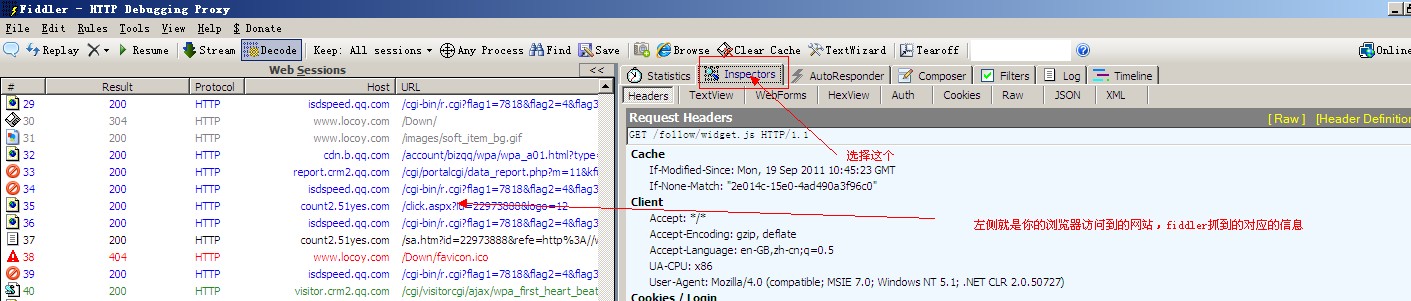 Fiddler - HTTP Debugging Proxy
File Edit Rules Tools View Help $ Donate
Replay Resume Stream Decode Keep: All sessions Any Process Find Save Browse Clear Cache TextWizard Tearoff Online
Web Sessions <<
Statistics Inspectors AutoResponder Composer Filters Log Timeline
# Result Protocol Host URL
Headers TextView WebForms HexView Auth Cookies Raw JSON XML
29 200 HTTP isdspeed.qq.com /cgi-bin/r.cgi?flag1=7818&flag2=4&flag3
30 304 HTTP www.locoy.com /Down/
31 200 HTTP www.locoy.com /images/soft_item_bg.gif
32 200 HTTP cdn.b.qq.com /account/bizqq/wpa/wpa_a01.html?type=
33 200 HTTP report.crm2.qq.com /cgi/portalcgi/data_report.php?m=11&kfi
34 200 HTTP isdspeed.qq.com /cgi-bin/r.cgi?flag1=7818&flag2=4&flag3
35 200 HTTP count2.51yes.com /click.aspx?id=22973888&logo=12
36 200 HTTP isdspeed.qq.com /cgi-bin/r.cgi?flag1=7818&flag2=4&flag3
37 200 HTTP count2.51yes.com /sa.htm?id=22973888&refe=http%3A//w
38 404 HTTP www.locoy.com /Down/favicon.ico
39 200 HTTP isdspeed.qq.com /cgi-bin/r.cgi?flag1=7818&flag2=4&flag3
40 200 HTTP visitor.crm2.qq.com /cgi/visitorcgi/ajax/wpa_first_heart_beat
Request Headers [ Raw ] [Header Definition
GET /follow/widget.js HTTP/1.1
选择这个
Cache
If-Modified-Since: Mon, 19 Sep 2011 10:45:23 GMT
If-None-Match: "2e014c-15e0-4ad490a3f96c0"
Client
Accept: */*
左侧就是你的浏览器访问到的网站，fiddler抓到的对应的信息
Accept-Encoding: gzip, deflate
Accept-Language: en-GB,zh-cn;q=0.5
UA-CPU: x86
User-Agent: Mozilla/4.0 (compatible; MSIE 7.0; Windows NT 5.1; .NET CLR 2.0.50727)
Cookies / Login